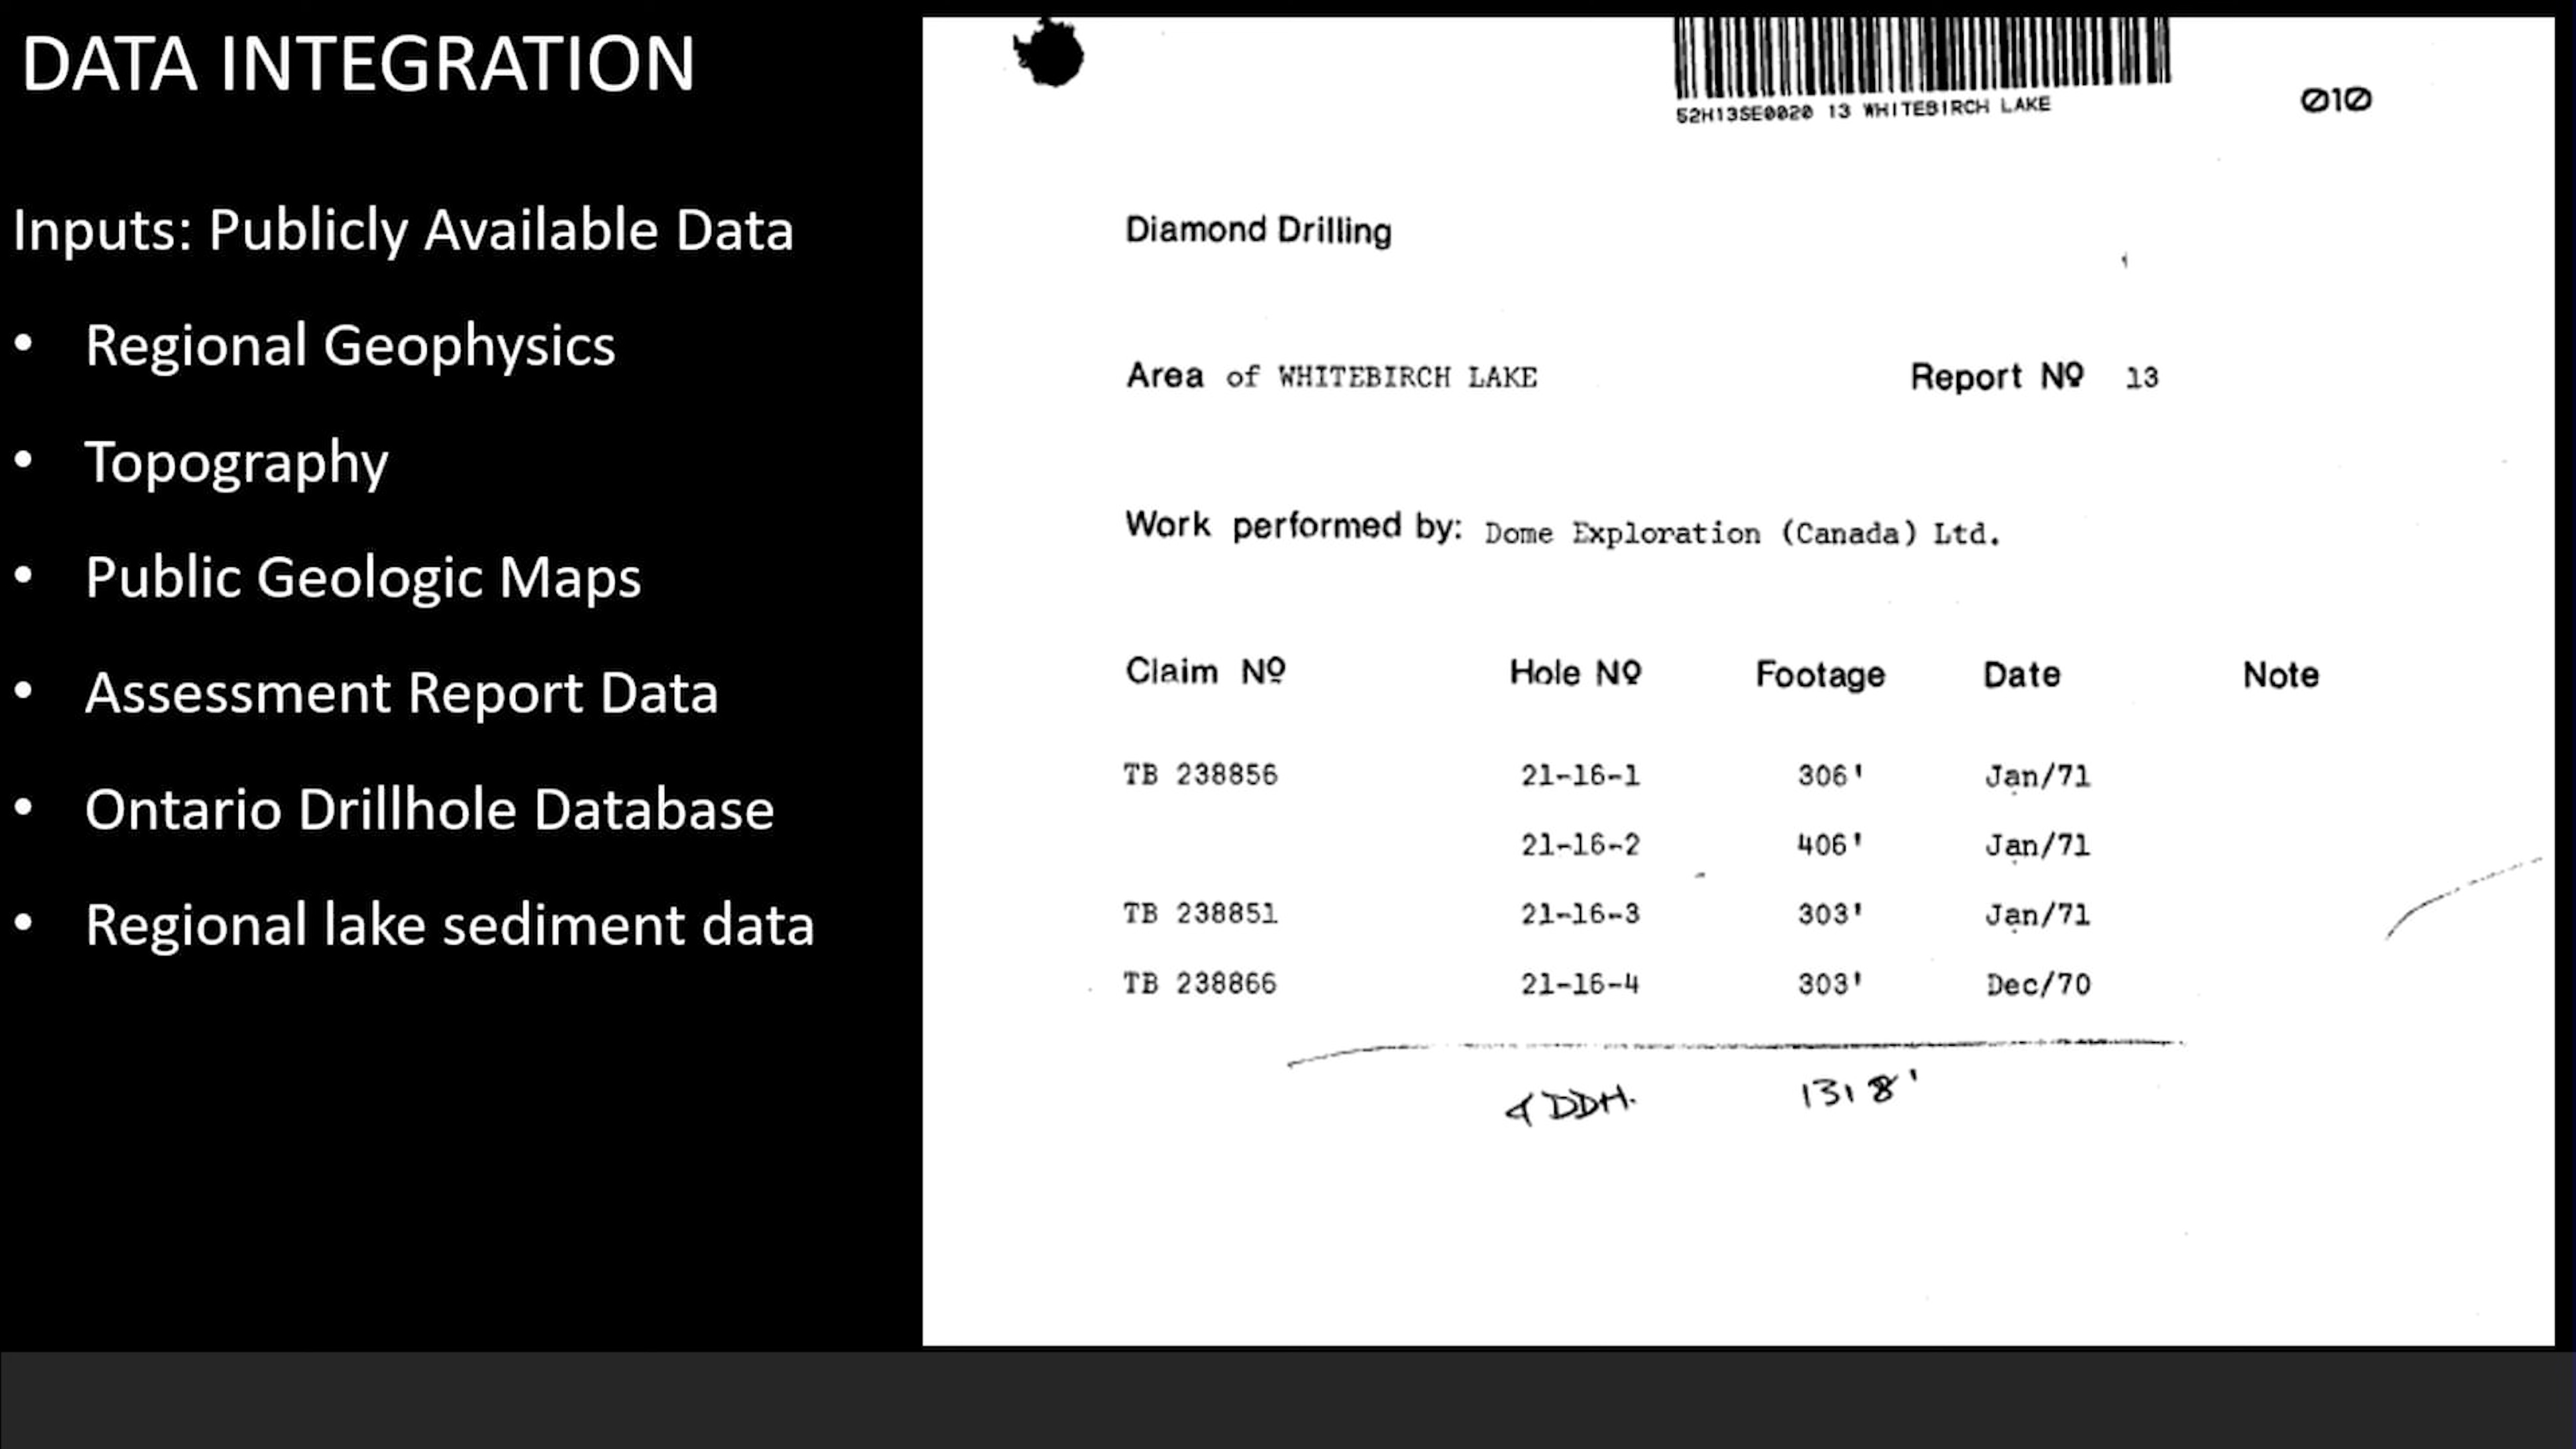 DATA INTEGRATION
Inputs: Publicly Available Data
• Regional Geophysics
• Topography
• Public Geologic Maps
• Assessment Report Data
• Ontario Drillhole Database
• Regional lake sediment data
52H13SE0020 13 WHITEBIRCH LAKE
010
Diamond Drilling
Area of WHITEBIRCH LAKE Report Nº 13
Work performed by: Dome Exploration (Canada) Ltd.
Claim Nº Hole Nº Footage Date Note
TB 238856 21-16-1 306' Jan/71
21-16-2 406' Jan/71
TB 238851 21-16-3 303' Jan/71
TB 238866 21-16-4 303' Dec/70
4 DDH. 1318'